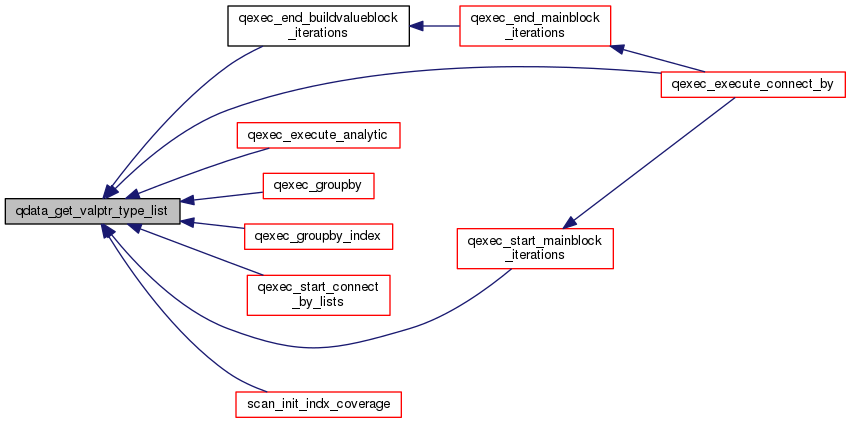 qexec_end_buildvalueblock
_iterations
qexec_end_mainblock
_iterations
qexec_execute_connect_by
qexec_execute_analytic
qexec_groupby
qdata_get_valptr_type_list
qexec_groupby_index
qexec_start_mainblock
_iterations
qexec_start_connect
_by_lists
scan_init_indx_coverage